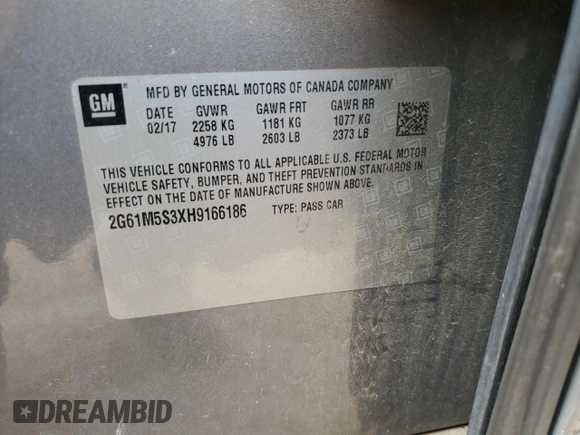 GM
MFD BY GENERAL MOTORS OF CANADA COMPANY
DATE GVWR GAWR FRT GAWR RR
02/17 2258 KG 1181 KG 1077 KG
4976 LB 2603 LB 2373 LB
THIS VEHICLE CONFORMS TO ALL APPLICABLE U.S. FEDERAL MOTOR
VEHICLE SAFETY, BUMPER, AND THEFT PREVENTION STANDARDS IN
EFFECT ON THE DATE OF MANUFACTURE SHOWN ABOVE.
2G61M5S3XH9166186 TYPE: PASS CAR
DREAMBID